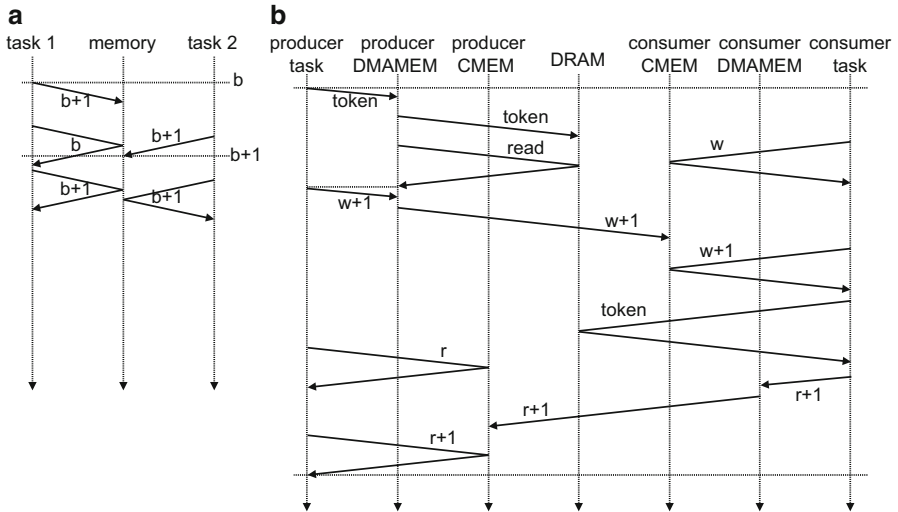 a
task 1 memory task 2
b
b+1
b+1
b
b+1
b+1
b+1
b
producer task
producer DMAMEM
producer CMEM
DRAM
consumer CMEM
consumer DMAMEM
consumer task
token
token
read
w
w+1
w+1
w+1
token
r
r+1
r+1
r+1